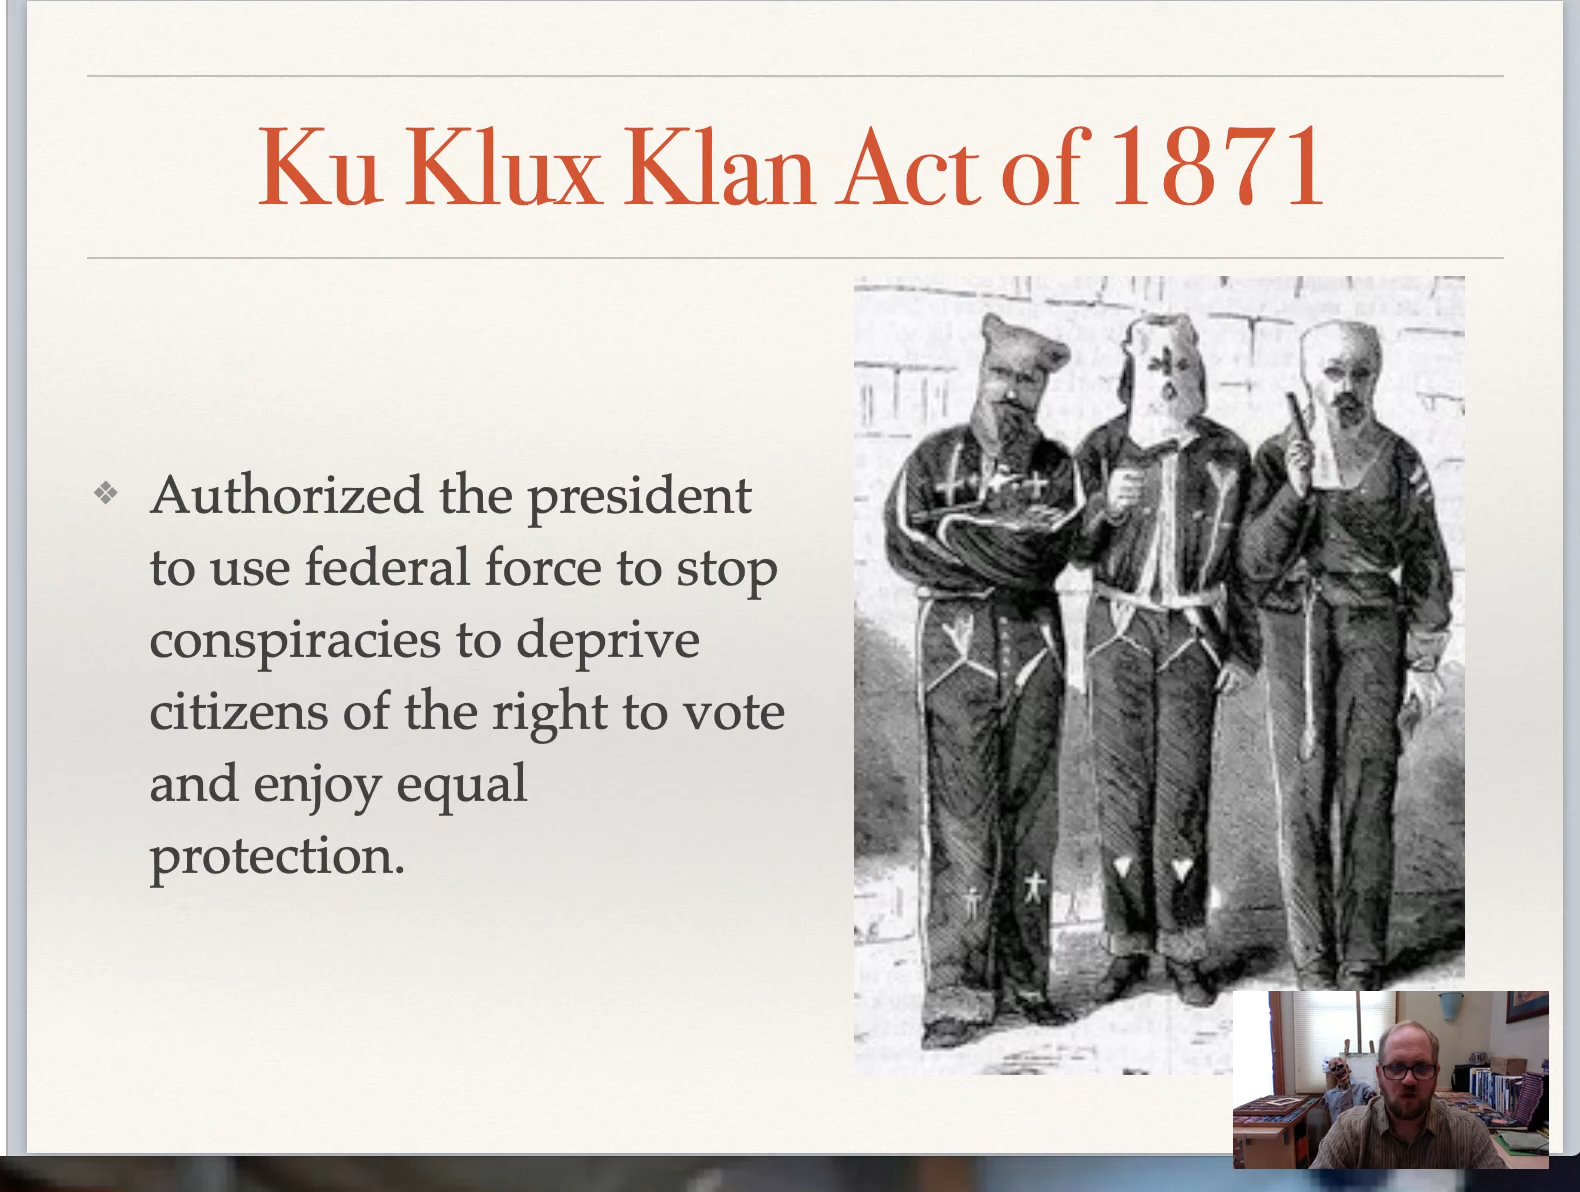 Ku Klux Klan Act of 1871
Authorized the president
to use federal force to stop
conspiracies to deprive
citizens of the right to vote
and enjoy equal
protection.